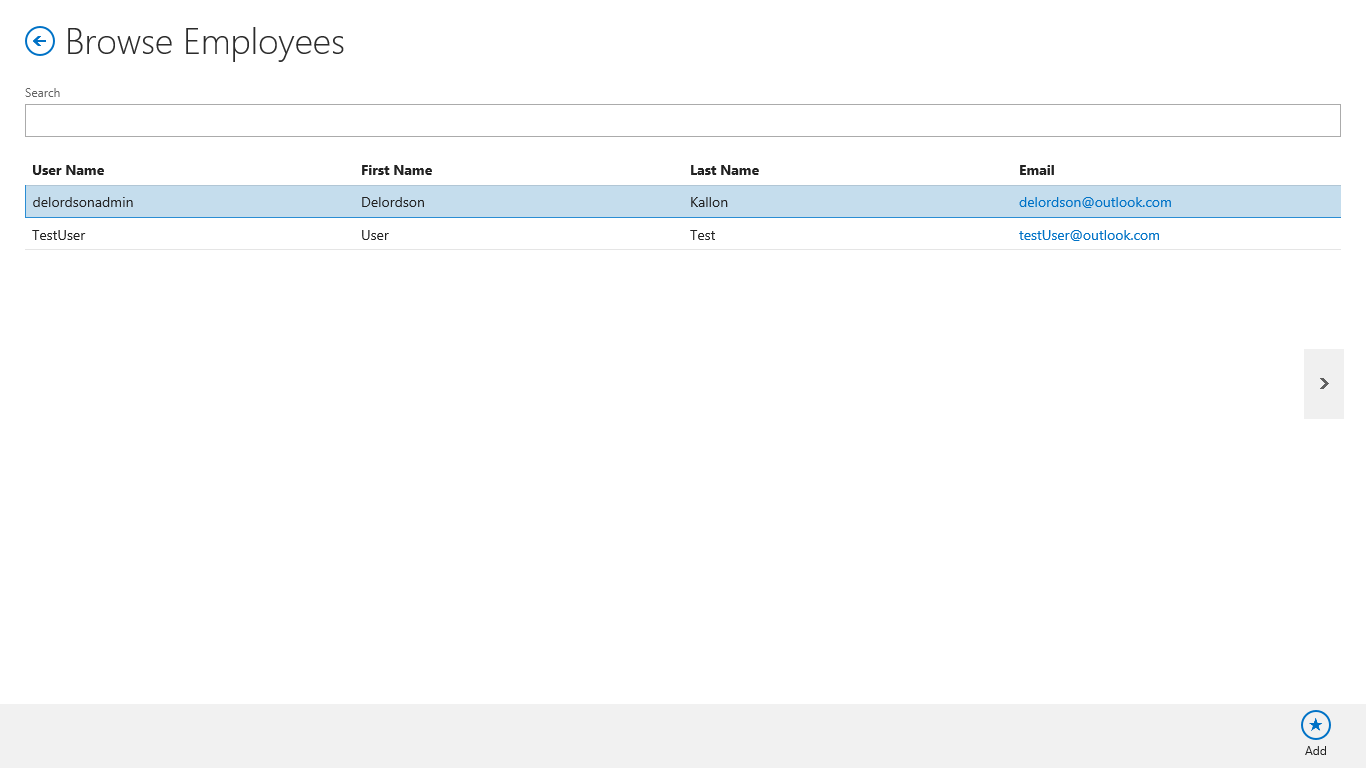 Browse Employees
Search
User Name First Name Last Name Email
delordsonadmin Delordson Kallon delordson@outlook.com
TestUser User Test testUser@outlook.com
Add